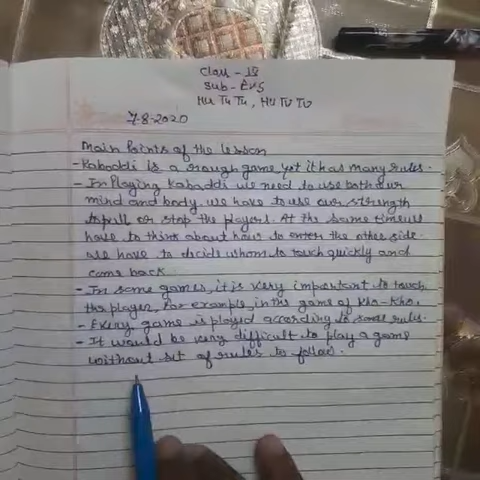 Class - 
Sub - EVS
Hu Tu Tu, Hu Tu Tu
7-8-2020
Main Points of the lesson
- Kabaddi is a rough game yet it has many rules.
- In Playing Kabaddi we need to use both our
mind and body. we have to use our strength
to pull or stop the players. At the same time we
have to think about how to enter the other side.
we have to decide whom to touch quickly and
come back.
- In some games, it is very important to touch
the player, for example, in the game of Kho-Kho.
- Every game is played according to some rules.
- It would be very difficult to play a game
without set of rules to follow.